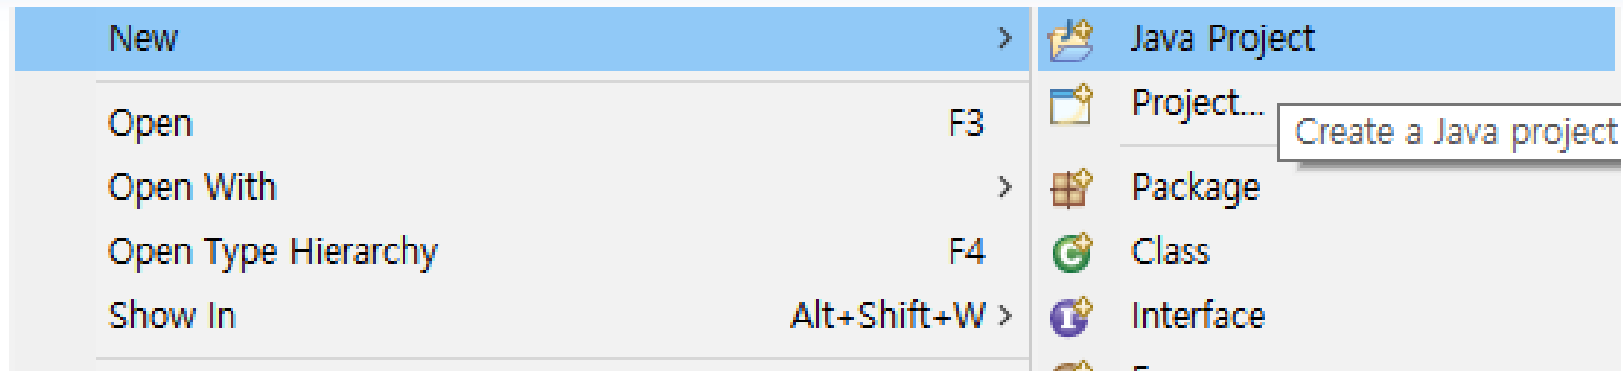 New >
Open F3
Open With >
Open Type Hierarchy F4
Show In Alt+Shift+W >
Java Project
Project...
Create a Java project
Package
Class
Interface